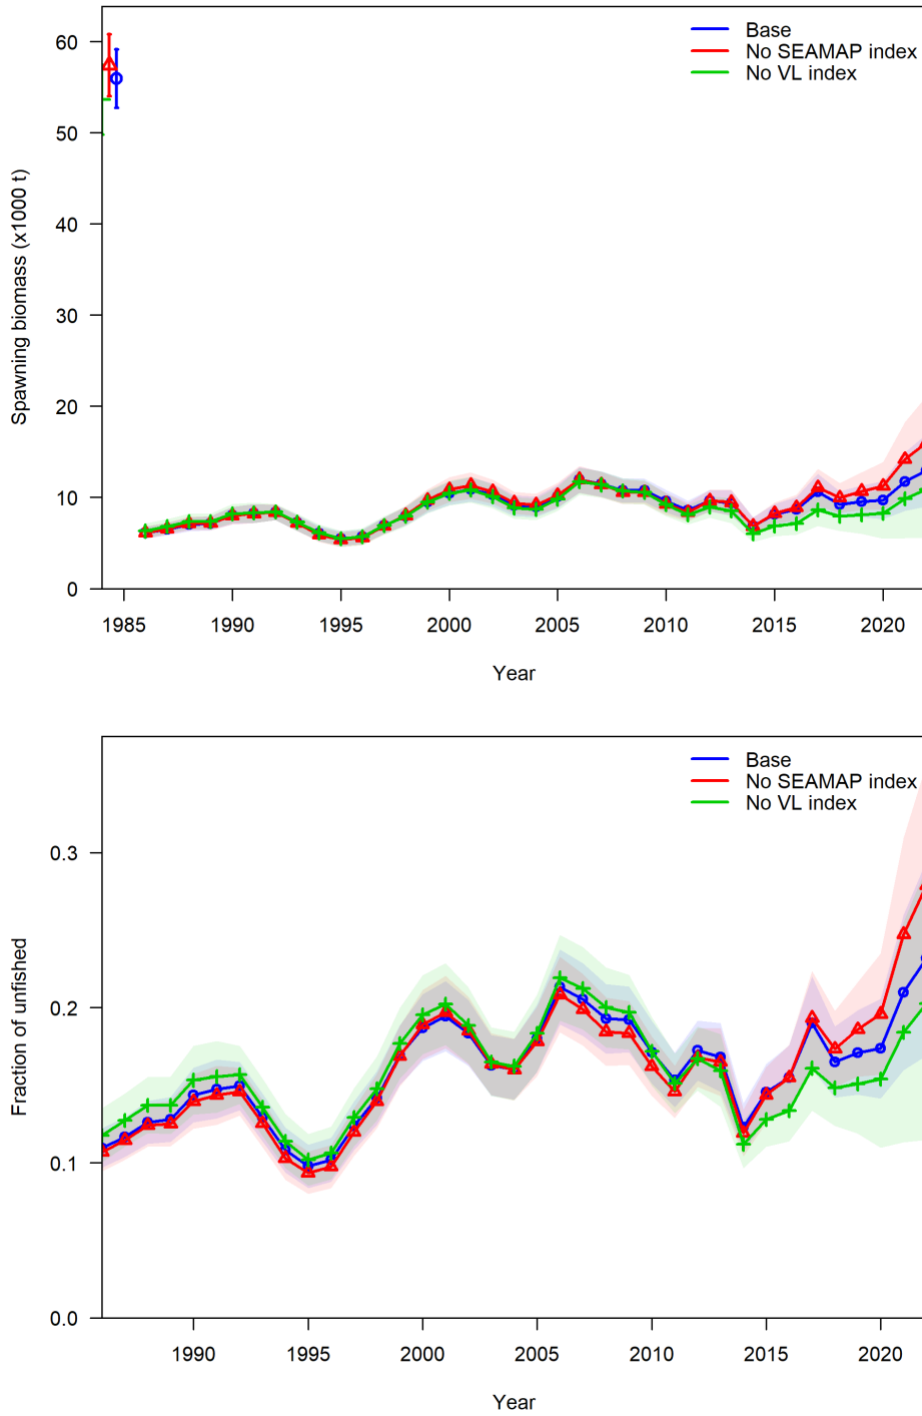 Base
No SEAMAP index
No VL index
Spawning biomass (x1000 t)
60
50
40
30
20
10
0
1985 1990 1995 2000 2005 2010 2015 2020
Year
Base
No SEAMAP index
No VL index
Fraction of unfished
0.3
0.2
0.1
0.0
1990 1995 2000 2005 2010 2015 2020
Year